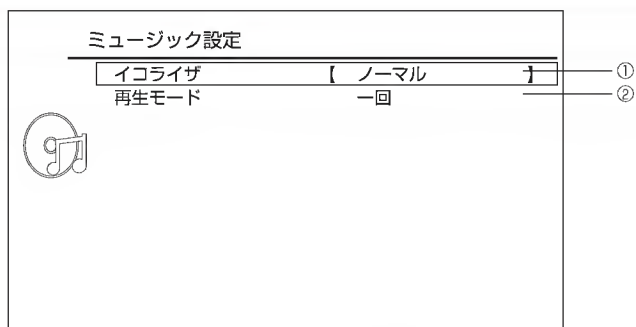 ミュージック設定
イコライザ 【 ノーマル 】 ①
再生モード 一回 ②